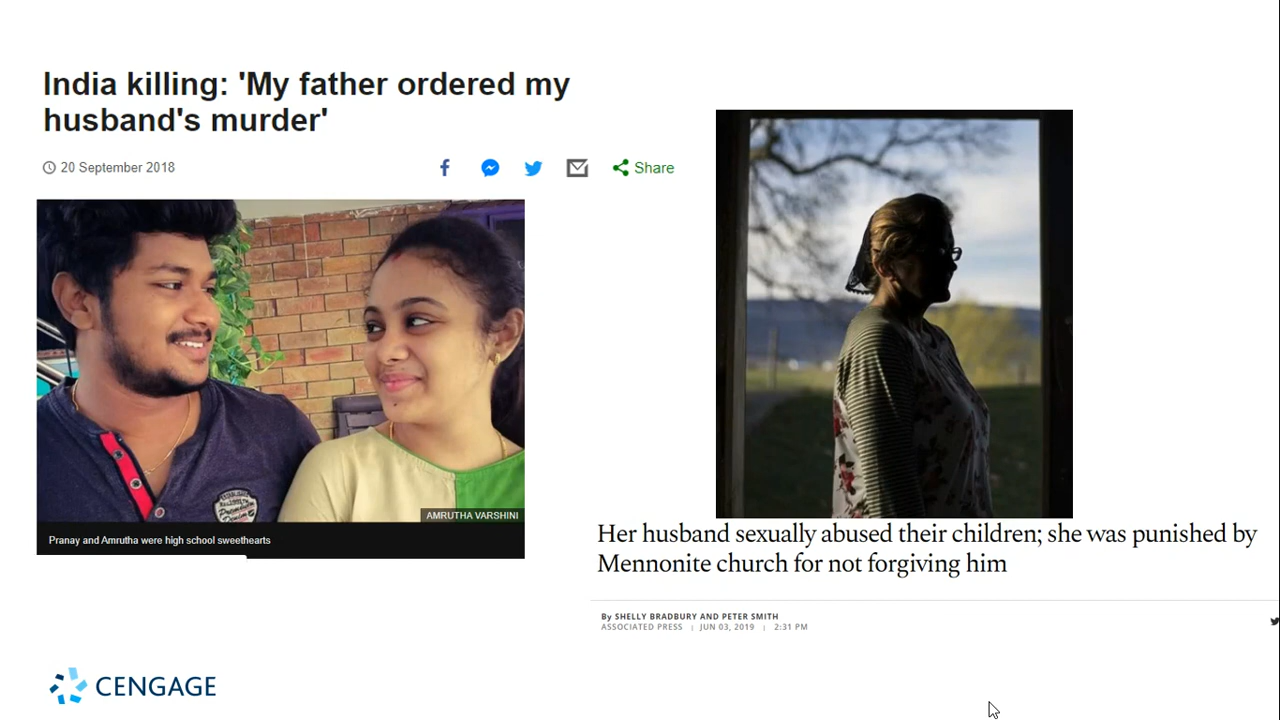 India killing: 'My father ordered my
husband's murder'
20 September 2018
Share
AMRUTHA VARSHINI
Pranay and Amrutha were high school sweethearts
Her husband sexually abused their children; she was punished by
Mennonite church for not forgiving him
By SHELLY BRADBURY AND PETER SMITH
ASSOCIATED PRESS | JUN 03, 2019 | 2:31 PM
CENGAGE